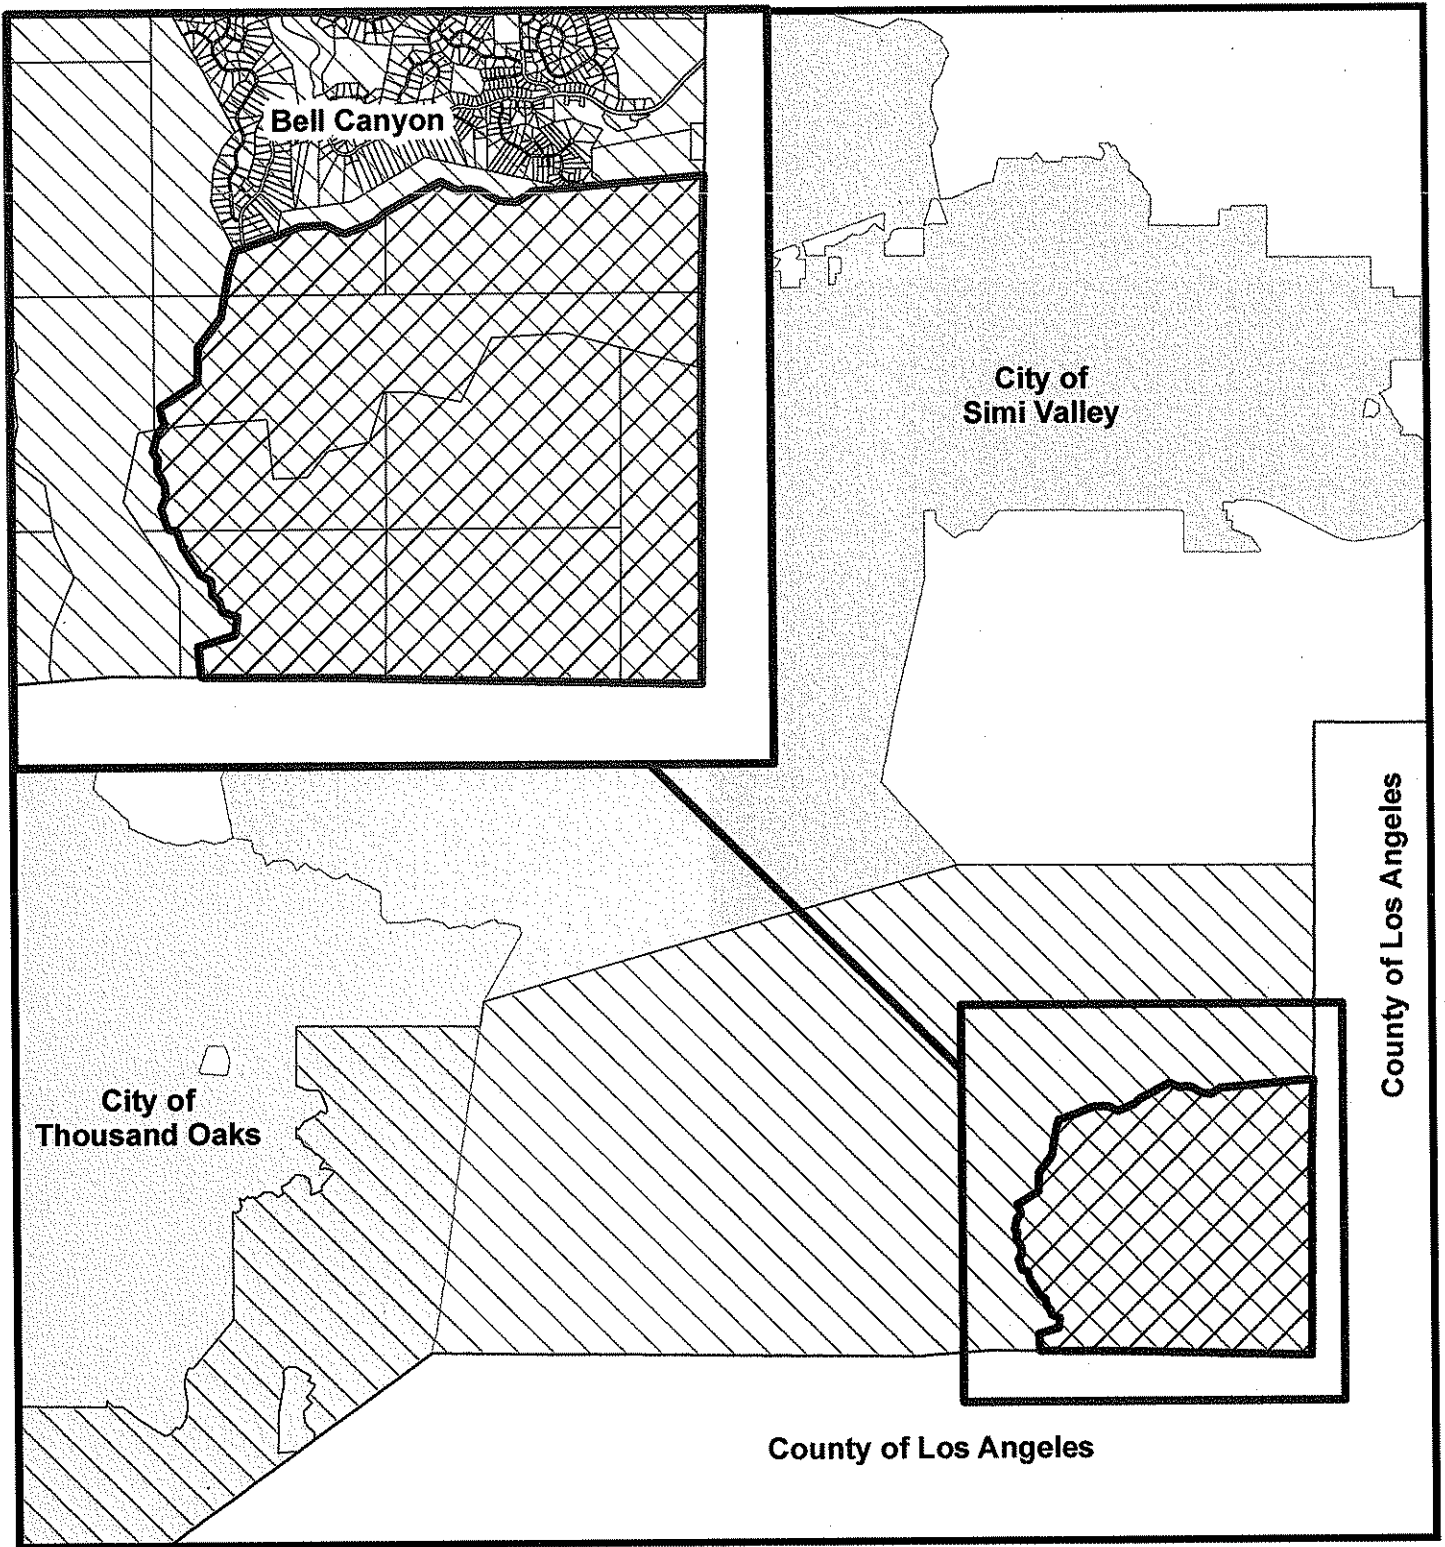 Bell Canyon
City of
Simi Valley
County of Los Angeles
City of
Thousand Oaks
County of Los Angeles